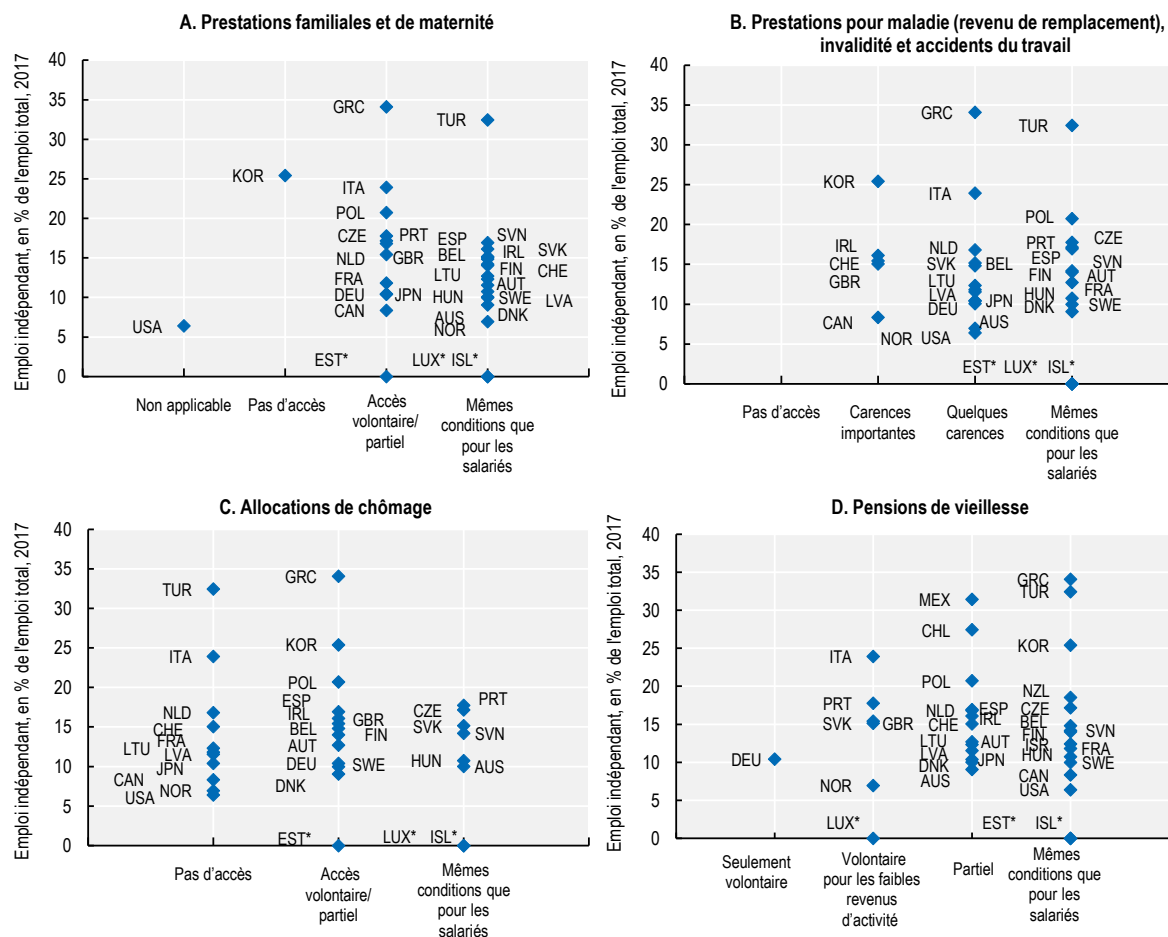 A. Prestations familiales et de maternité
Emploi indépendant, en % de l'emploi total, 2017
40
35
30
25
20
15
10
5
0
GRC
TUR
KOR
ITA
POL
CZE
PRT
NLD
GBR
FRA
DEU
JPN
CAN
USA
EST*
ESP
SVN
BEL
IRL
SVK
LTU
FIN
CHE
AUT
HUN
SWE
LVA
AUS
DNK
NOR
LUX*
ISL*
Non applicable
Pas d'accès
Accès
volontaire/
partiel
Mêmes
conditions que
pour les
salariés
B. Prestations pour maladie (revenu de remplacement),
invalidité et accidents du travail
Emploi indépendant, en % de l'emploi total, 2017
40
35
30
25
20
15
10
5
0
GRC
TUR
KOR
ITA
POL
IRL
CHE
GBR
CAN
NLD
SVK
BEL
LTU
LVA
JPN
DEU
AUS
NOR
USA
PRT
CZE
ESP
SVN
FIN
AUT
HUN
FRA
DNK
SWE
EST*
LUX*
ISL*
Pas d'accès
Carences
importantes
Quelques
carences
Mêmes
conditions que
pour les
salariés
C. Allocations de chômage
Emploi indépendant, en % de l'emploi total, 2017
40
35
30
25
20
15
10
5
0
TUR
ITA
NLD
CHE
FRA
LTU
LVA
JPN
CAN
NOR
USA
GRC
KOR
POL
ESP
IRL
GBR
BEL
FIN
AUT
DEU
SWE
DNK
EST*
PRT
CZE
SVK
SVN
HUN
AUS
LUX*
ISL*
Pas d'accès
Accès
volontaire/
partiel
Mêmes
conditions que
pour les
salariés
D. Pensions de vieillesse
Emploi indépendant, en % de l'emploi total, 2017
40
35
30
25
20
15
10
5
0
DEU
ITA
PRT
SVK
GBR
NOR
LUX*
MEX
CHL
POL
NLD
ESP
CHE
IRL
LTU
AUT
LVA
JPN
DNK
AUS
EST*
GRC
TUR
KOR
NZL
CZE
BEL
FIN
SVN
ISR
FRA
HUN
SWE
CAN
USA
ISL*
Seulement
volontaire
Volontaire
pour les faibles
revenus
d'activité
Partiel
Mêmes
conditions que
pour les
salariés